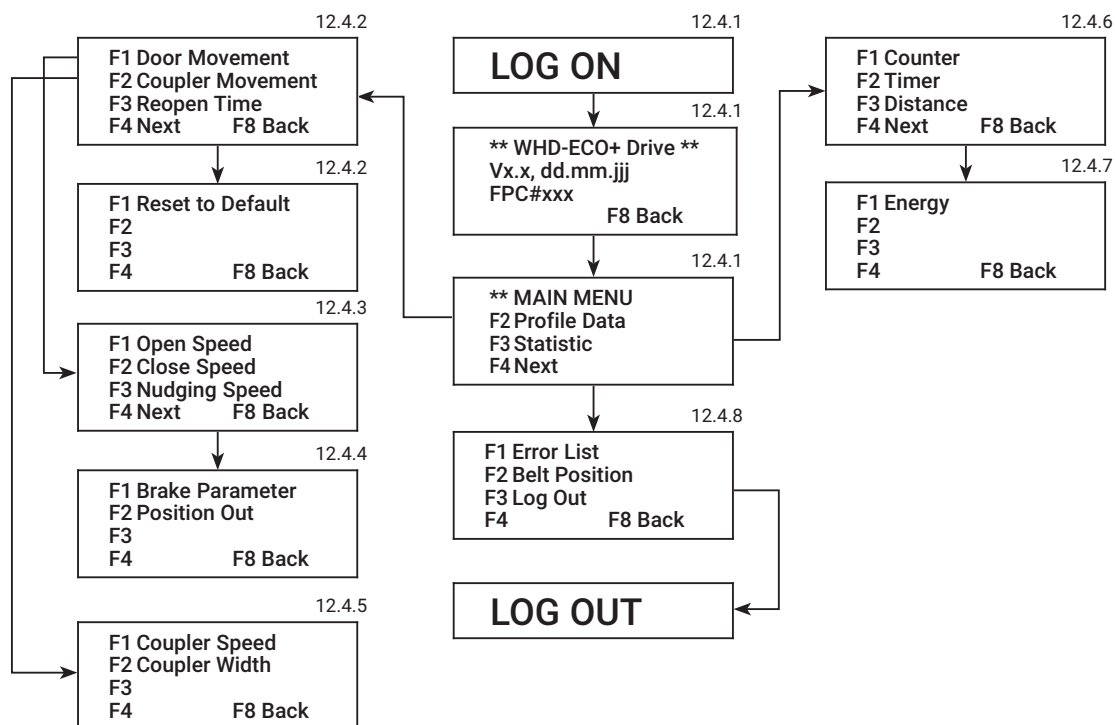 12.4.2
F1 Door Movement
F2 Coupler Movement
F3 Reopen Time
F4 Next F8 Back
12.4.2
F1 Reset to Default
F2
F3
F4 F8 Back
12.4.3
F1 Open Speed
F2 Close Speed
F3 Nudging Speed
F4 Next F8 Back
12.4.4
F1 Brake Parameter
F2 Position Out
F3
F4 F8 Back
12.4.5
F1 Coupler Speed
F2 Coupler Width
F3
F4 F8 Back
12.4.1
LOG ON
12.4.1
** WHD-ECO+ Drive **
Vx.x, dd.mm.jjj
FPC#xxx
F8 Back
12.4.1
** MAIN MENU
F2 Profile Data
F3 Statistic
F4 Next
12.4.8
F1 Error List
F2 Belt Position
F3 Log Out
F4 F8 Back
LOG OUT
12.4.6
F1 Counter
F2 Timer
F3 Distance
F4 Next F8 Back
12.4.7
F1 Energy
F2
F3
F4 F8 Back